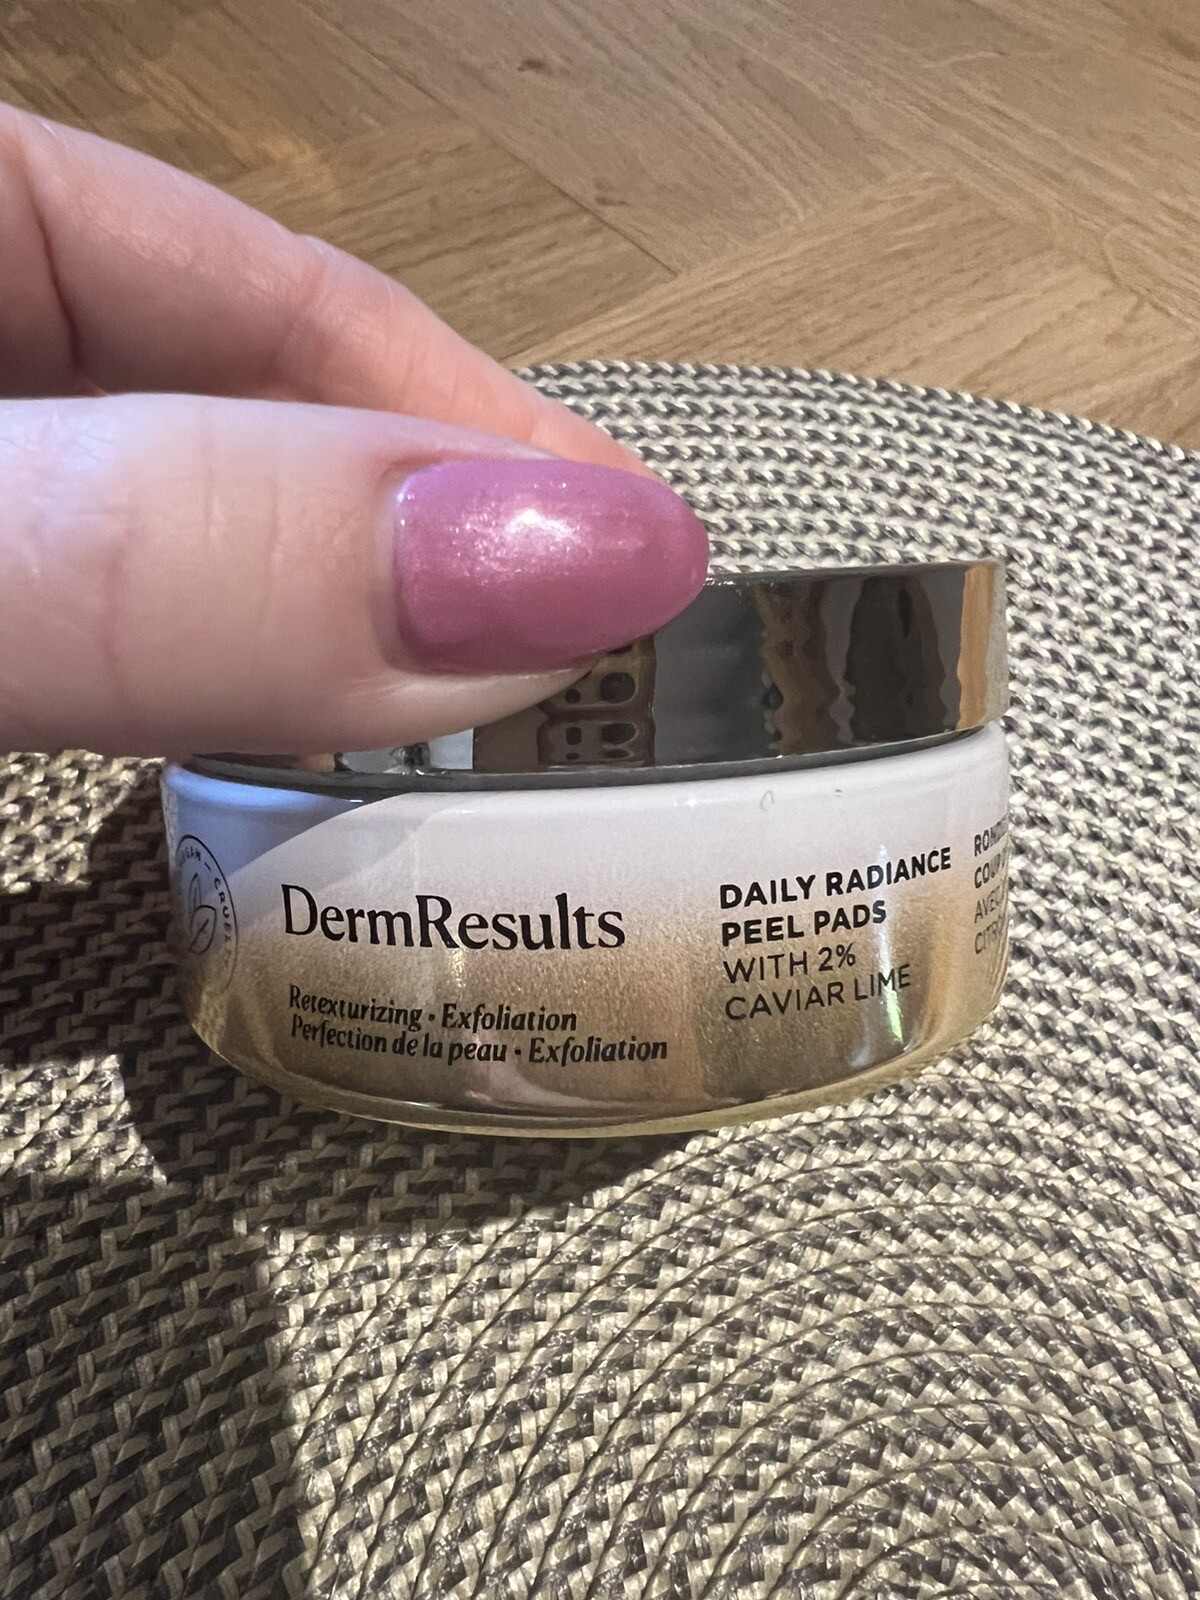 DermResults
Retexturizing · Exfoliation
Perfection de la peau · Exfoliation
DAILY RADIANCE
PEEL PADS
WITH 2%
CAVIAR LIME